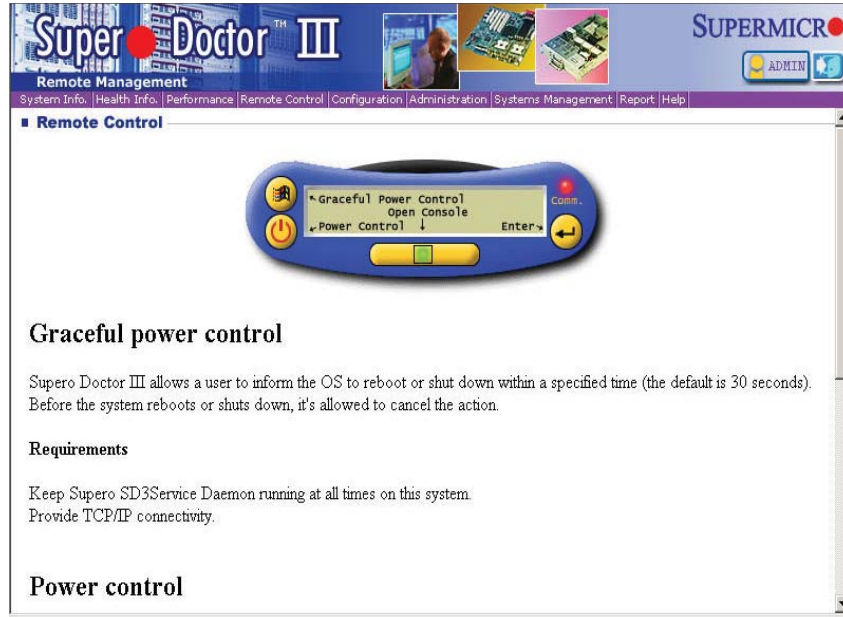 Super Doctor TM III
SUPERMICRO
Remote Management
ADMIN
System Info. Health Info. Performance Remote Control Configuration Administration Systems Management Report Help
Remote Control
Graceful Power Control
Open Console
Power Control Enter
Comm.
Graceful power control
Supero Doctor III allows a user to inform the OS to reboot or shut down within a specified time (the default is 30 seconds).
Before the system reboots or shuts down, it's allowed to cancel the action.
Requirements
Keep Supero SD3Service Daemon running at all times on this system.
Provide TCP/IP connectivity.
Power control